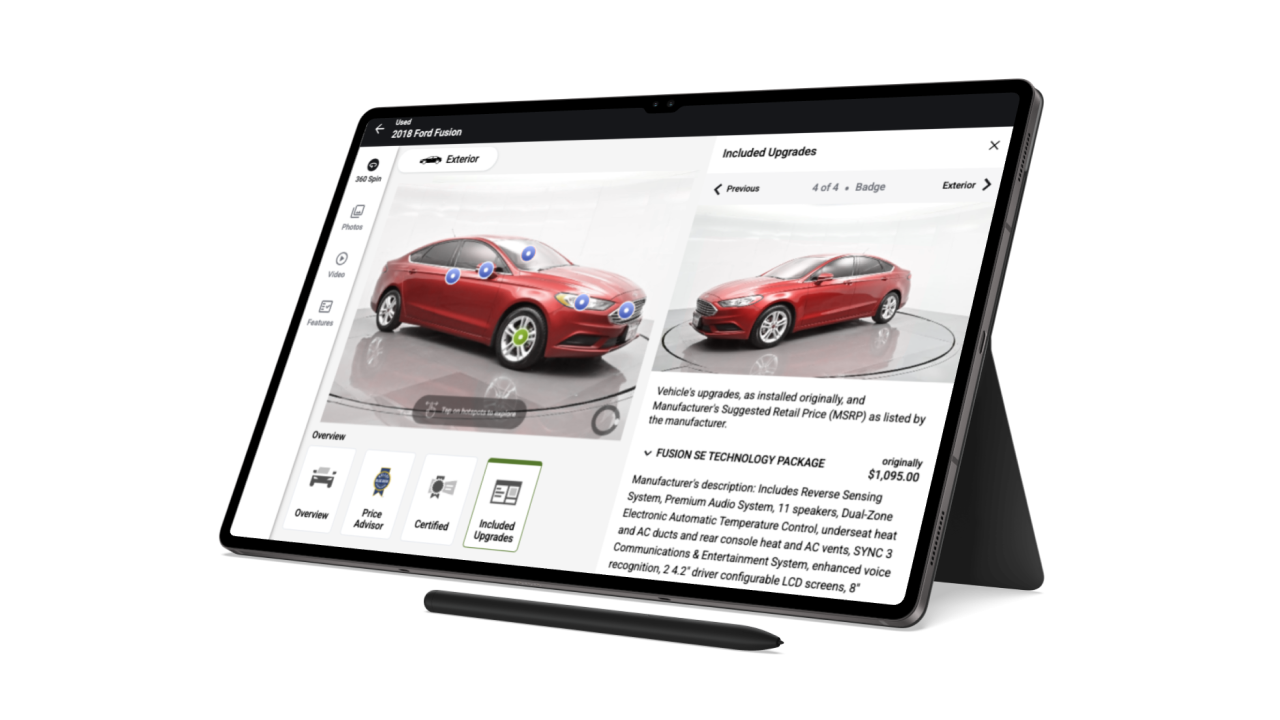 Used
2018 Ford Fusion
360 Spin
Photos
Video
Features
Exterior
Tap on hotspots to explore
Overview
Overview
Price
Advisor
Certified
Included
Upgrades
Included Upgrades
Previous
4 of 4 • Badge
Exterior
Vehicle's upgrades, as installed originally, and
Manufacturer's Suggested Retail Price (MSRP) as listed by
the manufacturer.
FUSION SE TECHNOLOGY PACKAGE
originally
$1,095.00
Manufacturer's description: Includes Reverse Sensing
System, Premium Audio System, 11 speakers, Dual-Zone
Electronic Automatic Temperature Control, underseat heat
and AC ducts and rear console heat and AC vents, SYNC 3
Communications & Entertainment System, enhanced voice
recognition, 2 4.2" driver configurable LCD screens, 8"